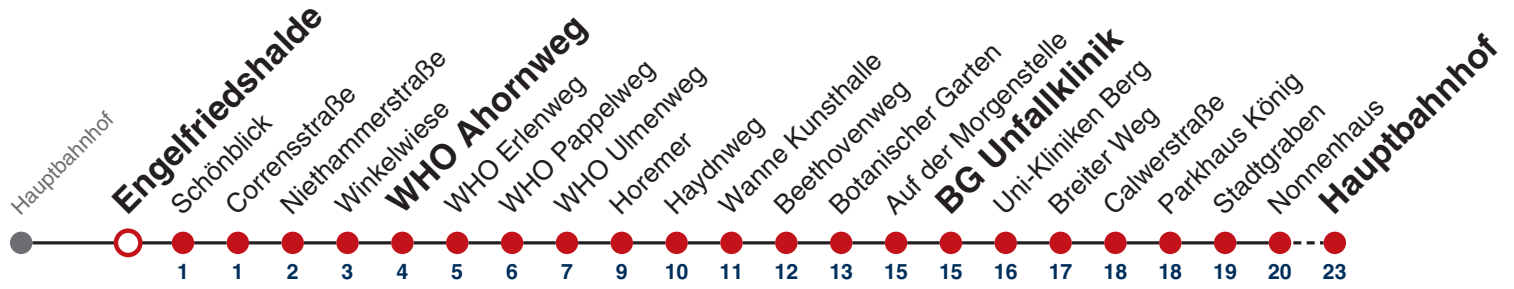 Hauptbahnhof
Engelfriedshalde
Schönblick
Corrensstraße
Niethammerstraße
Winkelwiese
WHO Ahornweg
WHO Erlenweg
WHO Pappelweg
WHO Ulmenweg
Horemer
Haydnweg
Wanne Kunsthalle
Beethovenweg
Botanischer Garten
Auf der Morgenstelle
BG Unfallklinik
Uni-Kliniken Berg
Breiter Weg
Calwerstraße
Parkhaus König
Stadtgraben
Nonnenhaus
Hauptbahnhof
1 1 2 3 4 5 6 7 9 10 11 12 13 15 15 16 17 18 18 19 20 23